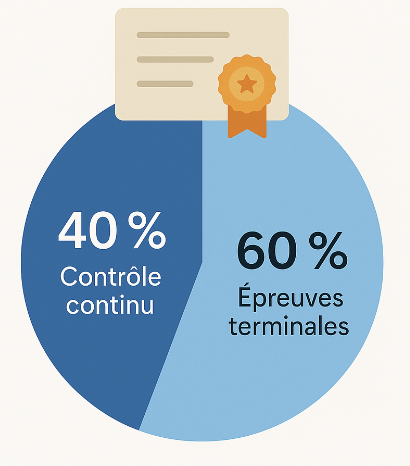 40 %
Contrôle
continu
60 %
Épreuves
terminales